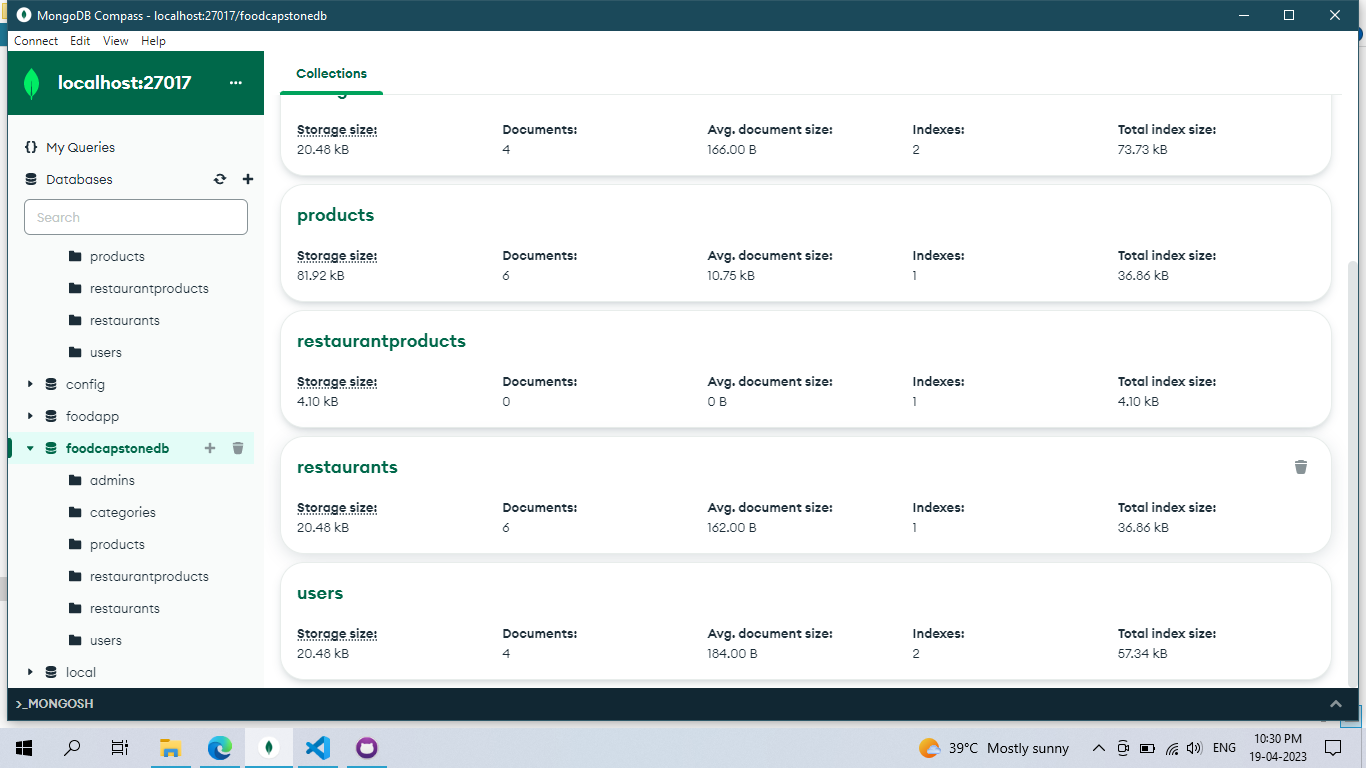 MongoDB Compass - localhost:27017/foodcapstonedb
Connect Edit View Help
localhost:27017
...
My Queries
Databases
Search
products
restaurantproducts
restaurants
users
config
foodapp
foodcapstonedb
admins
categories
products
restaurantproducts
restaurants
users
local
Collections
Storage size: Documents: Avg. document size: Indexes: Total index size:
20.48 kB 4 166.00 B 2 73.73 kB
products
Storage size: Documents: Avg. document size: Indexes: Total index size:
81.92 kB 6 10.75 kB 1 36.86 kB
restaurantproducts
Storage size: Documents: Avg. document size: Indexes: Total index size:
4.10 kB 0 0 B 1 4.10 kB
restaurants
Storage size: Documents: Avg. document size: Indexes: Total index size:
20.48 kB 6 162.00 B 1 36.86 kB
users
Storage size: Documents: Avg. document size: Indexes: Total index size:
20.48 kB 4 184.00 B 2 57.34 kB
>_MONGOSH
39°C Mostly sunny ENG 10:30 PM
19-04-2023